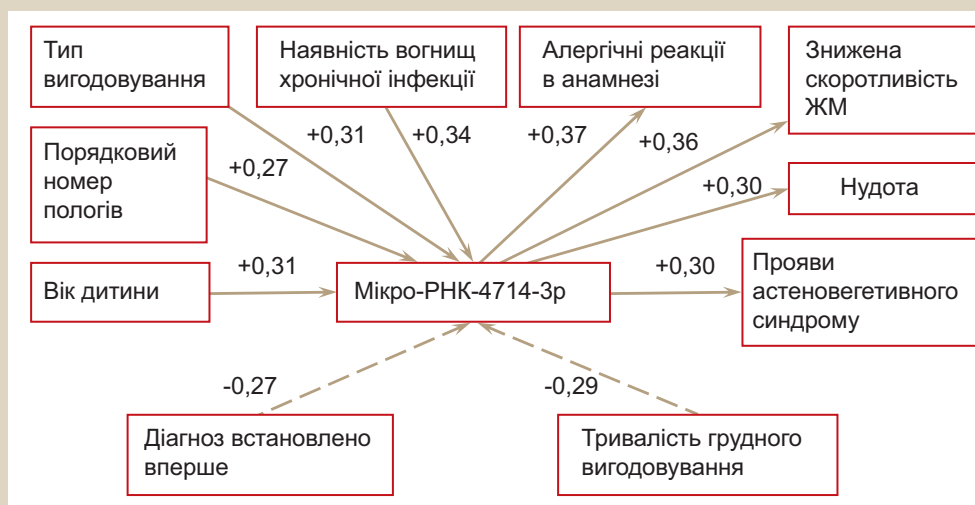 Тип
вигодовування
Наявність вогнищ
хронічної інфекції
Алергічні реакції
в анамнезі
Знижена
скоротливість
ЖМ
+0,31
+0,34
+0,37
+0,36
Порядковий
номер
пологів
+0,27
+0,30
Нудота
Вік дитини
+0,31
Мікро-РНК-4714-3р
+0,30
Прояви
астеновегетивного
синдрому
-0,27
-0,29
Діагноз встановлено
вперше
Тривалість грудного
вигодовування